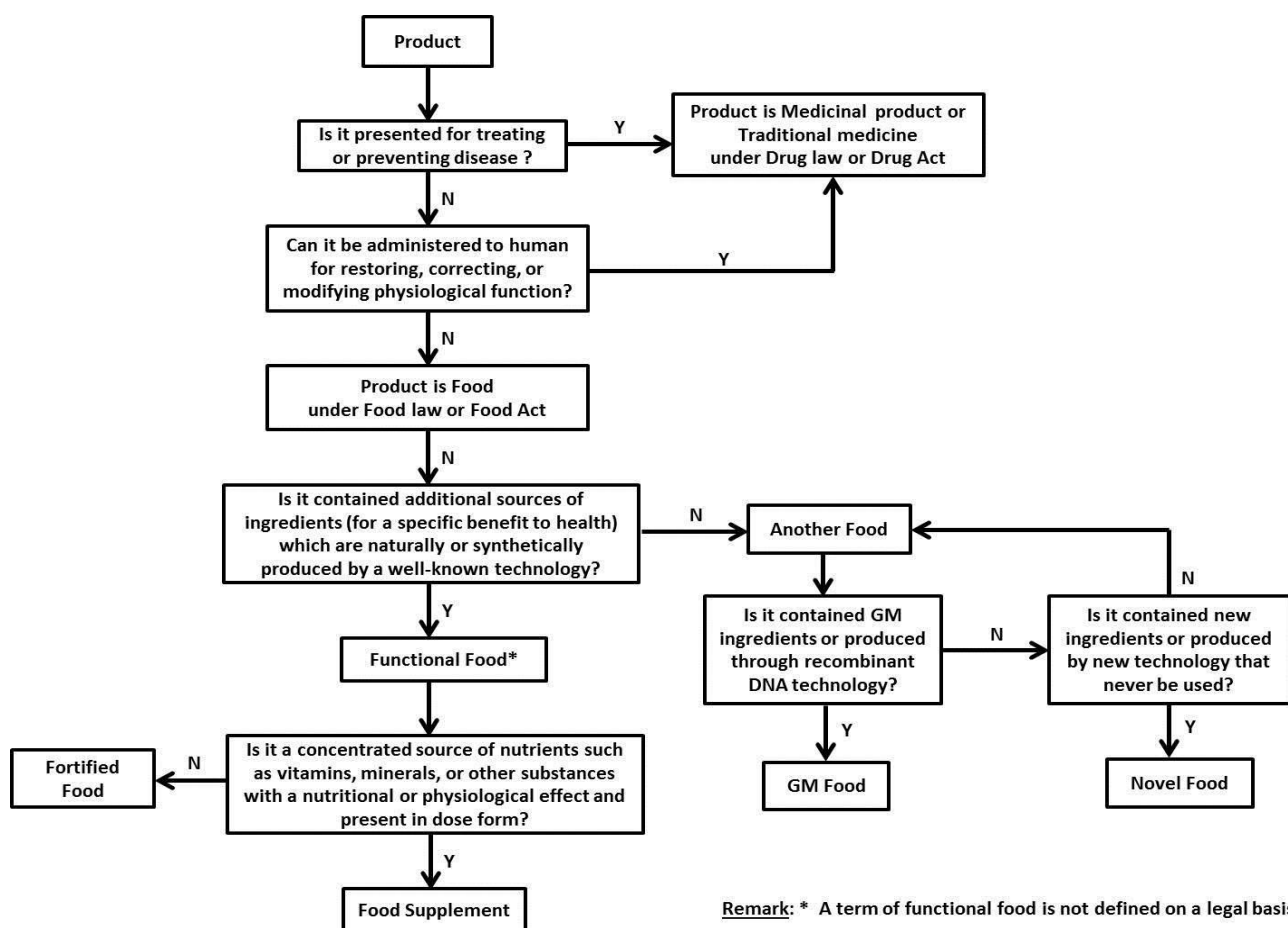 Product
Is it presented for treating
or preventing disease ?
Y
Product is Medicinal product or
Traditional medicine
under Drug law or Drug Act
N
Can it be administered to human
for restoring, correcting, or
modifying physiological function?
Y
N
Product is Food
under Food law or Food Act
N
Is it contained additional sources of
ingredients (for a specific benefit to health)
which are naturally or synthetically
produced by a well-known technology?
N
Another Food
N
Y
Is it contained GM
ingredients or produced
through recombinant
DNA technology?
N
Is it contained new
ingredients or produced
by new technology that
never be used?
Functional Food*
Y
Y
Is it a concentrated source of nutrients such
as vitamins, minerals, or other substances
with a nutritional or physiological effect and
present in dose form?
N
Fortified
Food
GM Food
Novel Food
Y
Food Supplement
Remark: * A term of functional food is not defined on a legal basis